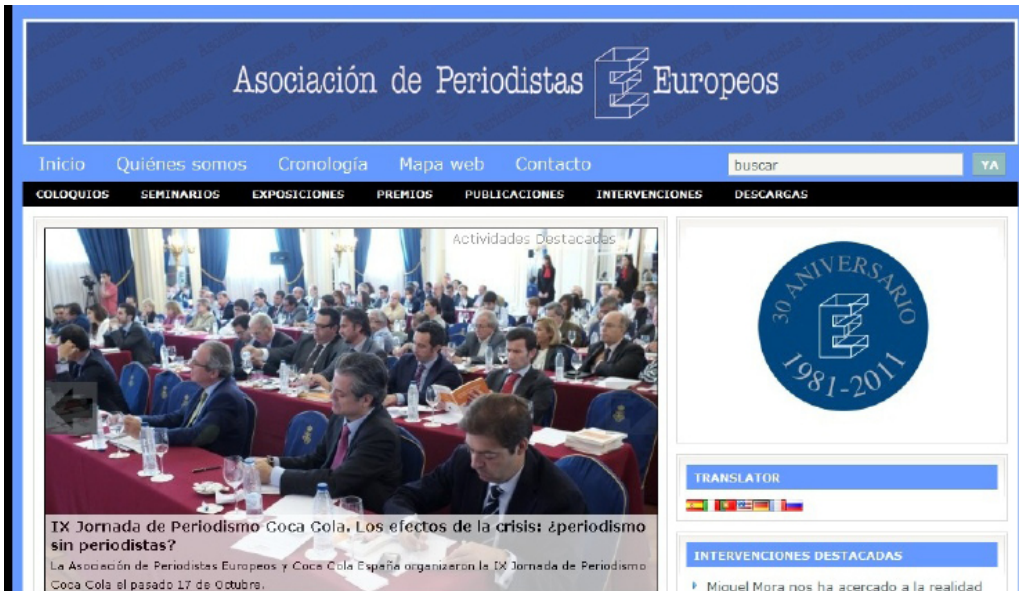 Asociación de Periodistas Europeos
Inicio Quiénes somos Cronología Mapa web Contacto buscar YA
COLOQUIOS SEMINARIOS EXPOSICIONES PREMIOS PUBLICACIONES INTERVENCIONES DESCARGAS
Actividades Destacadas
IX Jornada de Periodismo Coca Cola. Los efectos de la crisis: ¿periodismo
sin periodistas?
La Asociación de Periodistas Europeos y Coca Cola España organizaron la IX Jornada de Periodismo
Coca Cola el pasado 17 de Octubre.
30 ANIVERSARIO
E
1981-2011
TRANSLATOR
INTERVENCIONES DESTACADAS
Miguel Mora nos ha acercado a la realidad